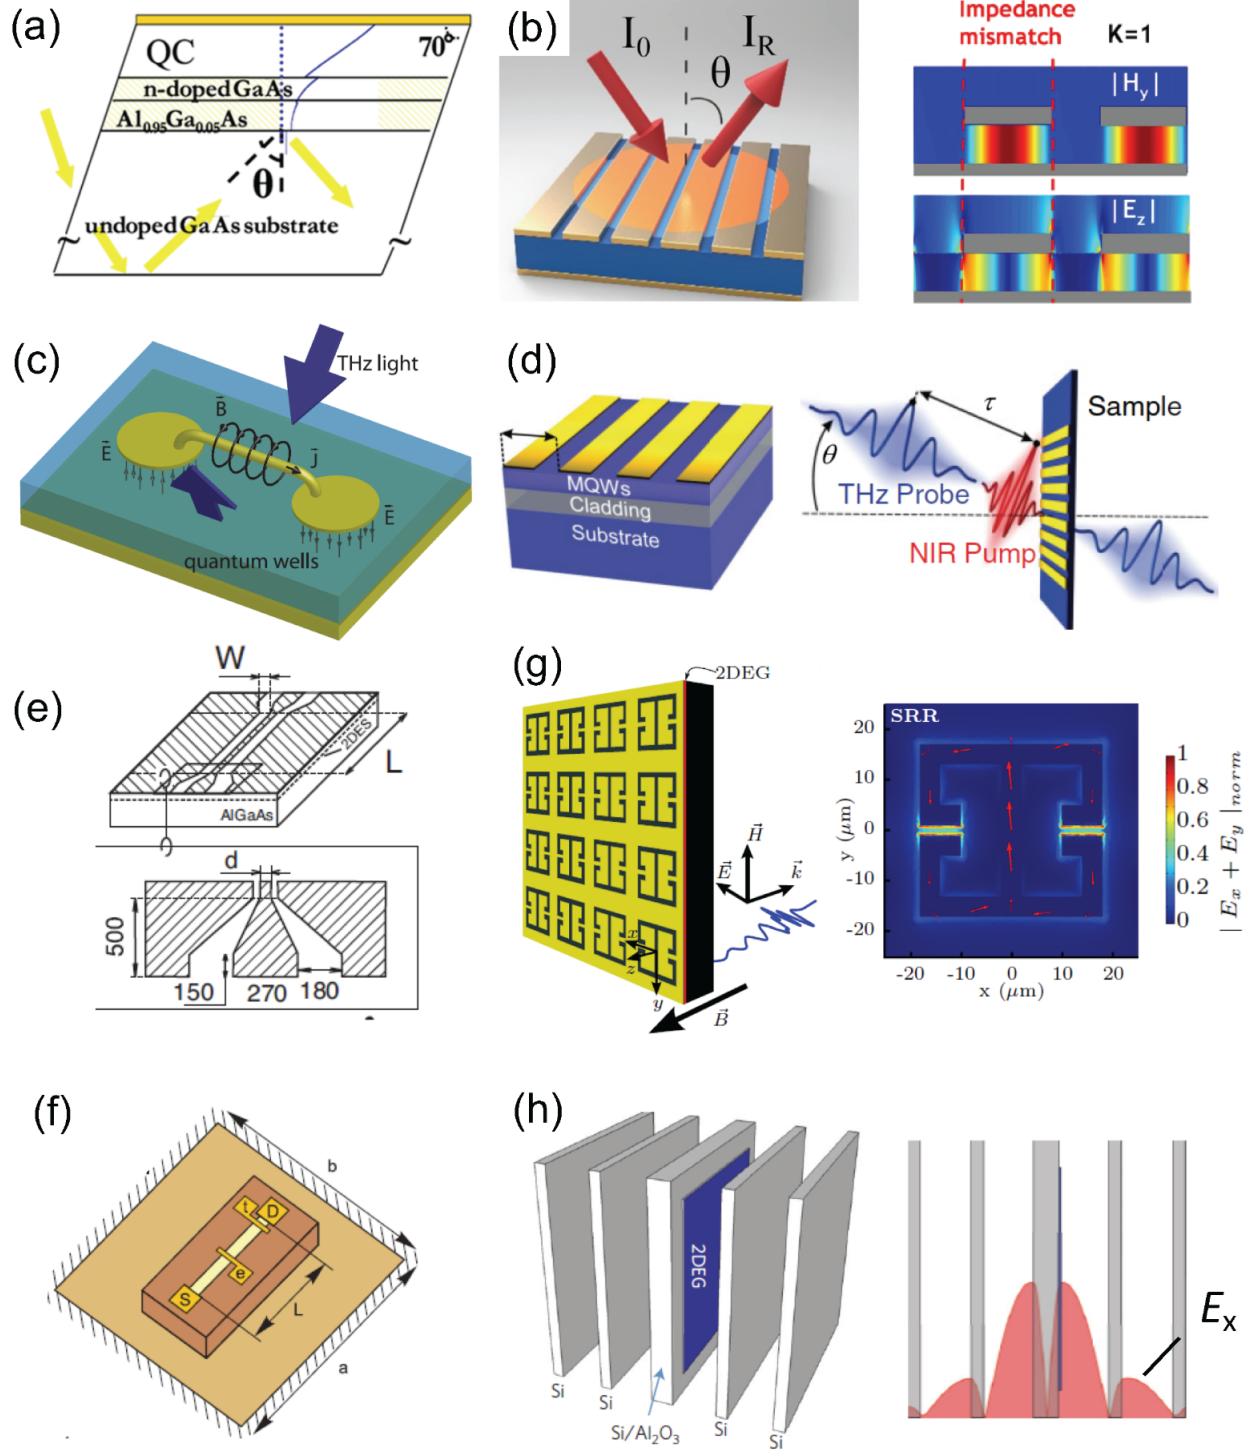 (a)
QC
70°
n-doped GaAs
Al0.95Ga0.05As
θ
undoped GaAs substrate
(b)
I0
IR
θ
Impedance
mismatch
K=1
|Hy|
|Ez|
(c)
THz light
B
J
E
E
quantum wells
(d)
MQWs
Cladding
Substrate
τ
Sample
θ
THz Probe
NIR Pump
(e)
W
2DES
L
AlGaAs
d
500
150
270
180
(g)
2DEG
H
E
k
x
z
y
B
SRR
20
10
0
-10
-20
y (μm)
-20
-10
0
10
20
x (μm)
1
0.8
0.6
0.4
0.2
0
|Ex + Ey|norm
(f)
b
t
D
e
S
L
a
(h)
2DEG
Si
Si
Si/Al2O3
Si
Si
Ex